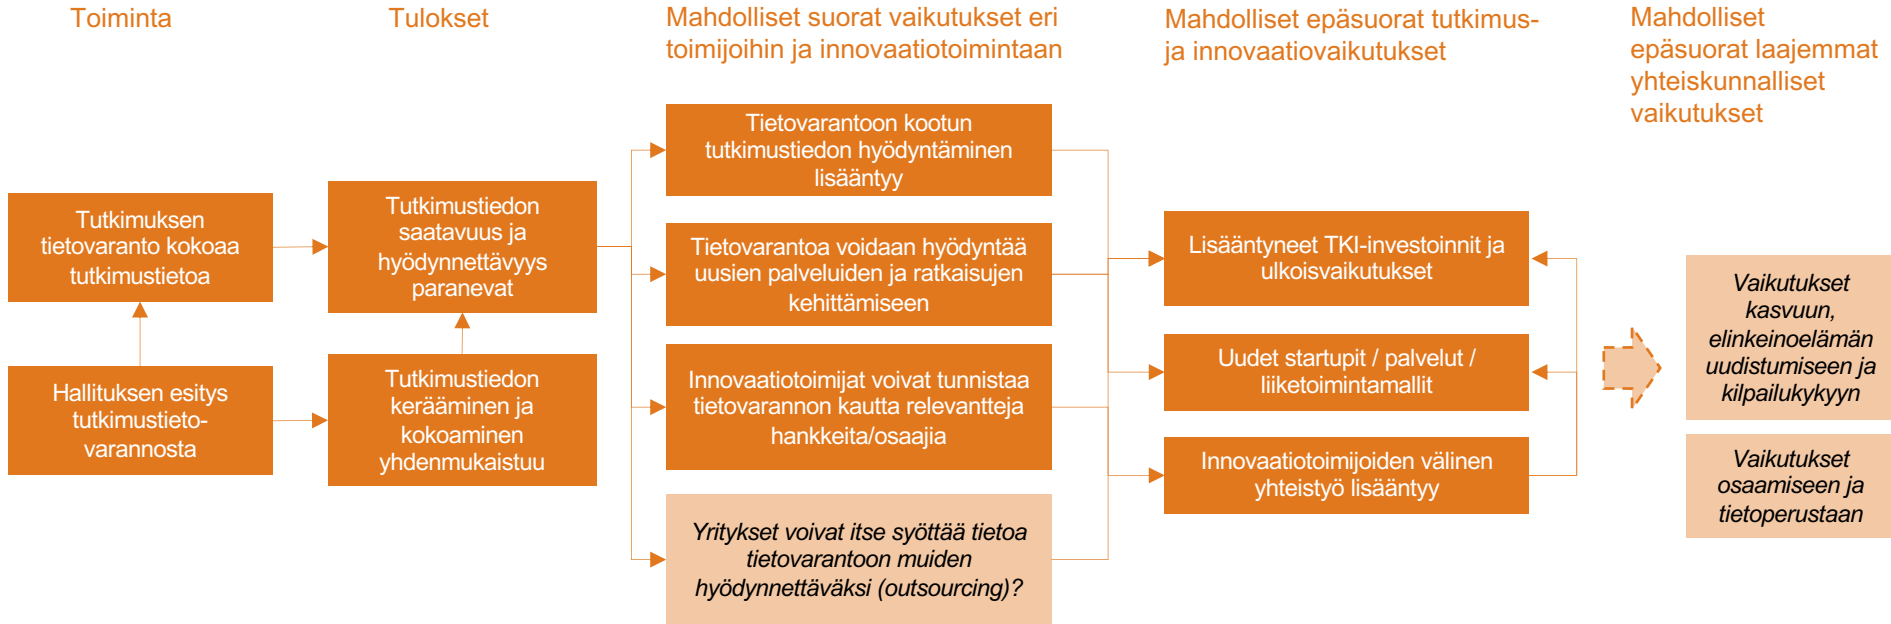 Toiminta
Tulokset
Mahdolliset suorat vaikutukset eri
toimijoihin ja innovaatiotoimintaan
Mahdolliset epäsuorat tutkimus-
ja innovaatiovaikutukset
Mahdolliset
epäsuorat laajemmat
yhteiskunnalliset
vaikutukset
Tutkimuksen
tietovaranto kokoaa
tutkimustietoa
Hallituksen esitys
tutkimustieto-
varannosta
Tutkimustiedon
saatavuus ja
hyödynnettävyys
paranevat
Tutkimustiedon
kerääminen ja
kokoaminen
yhdenmukaistuu
Tietovarantoon kootun
tutkimustiedon hyödyntäminen
lisääntyy
Tietovarantoa voidaan hyödyntää
uusien palveluiden ja ratkaisujen
kehittämiseen
Innovaatiotoimijat voivat tunnistaa
tietovarannon kautta relevantteja
hankkeita/osaajia
Yritykset voivat itse syöttää tietoa
tietovarantoon muiden
hyödynnettäväksi (outsourcing)?
Lisääntyneet TKI-investoinnit ja
ulkoisvaikutukset
Uudet startupit / palvelut /
liiketoimintamallit
Innovaatiotoimijoiden välinen
yhteistyö lisääntyy
Vaikutukset
kasvuun,
elinkeinoelämän
uudistumiseen ja
kilpailukykyyn
Vaikutukset
osaamiseen ja
tietoperustaan